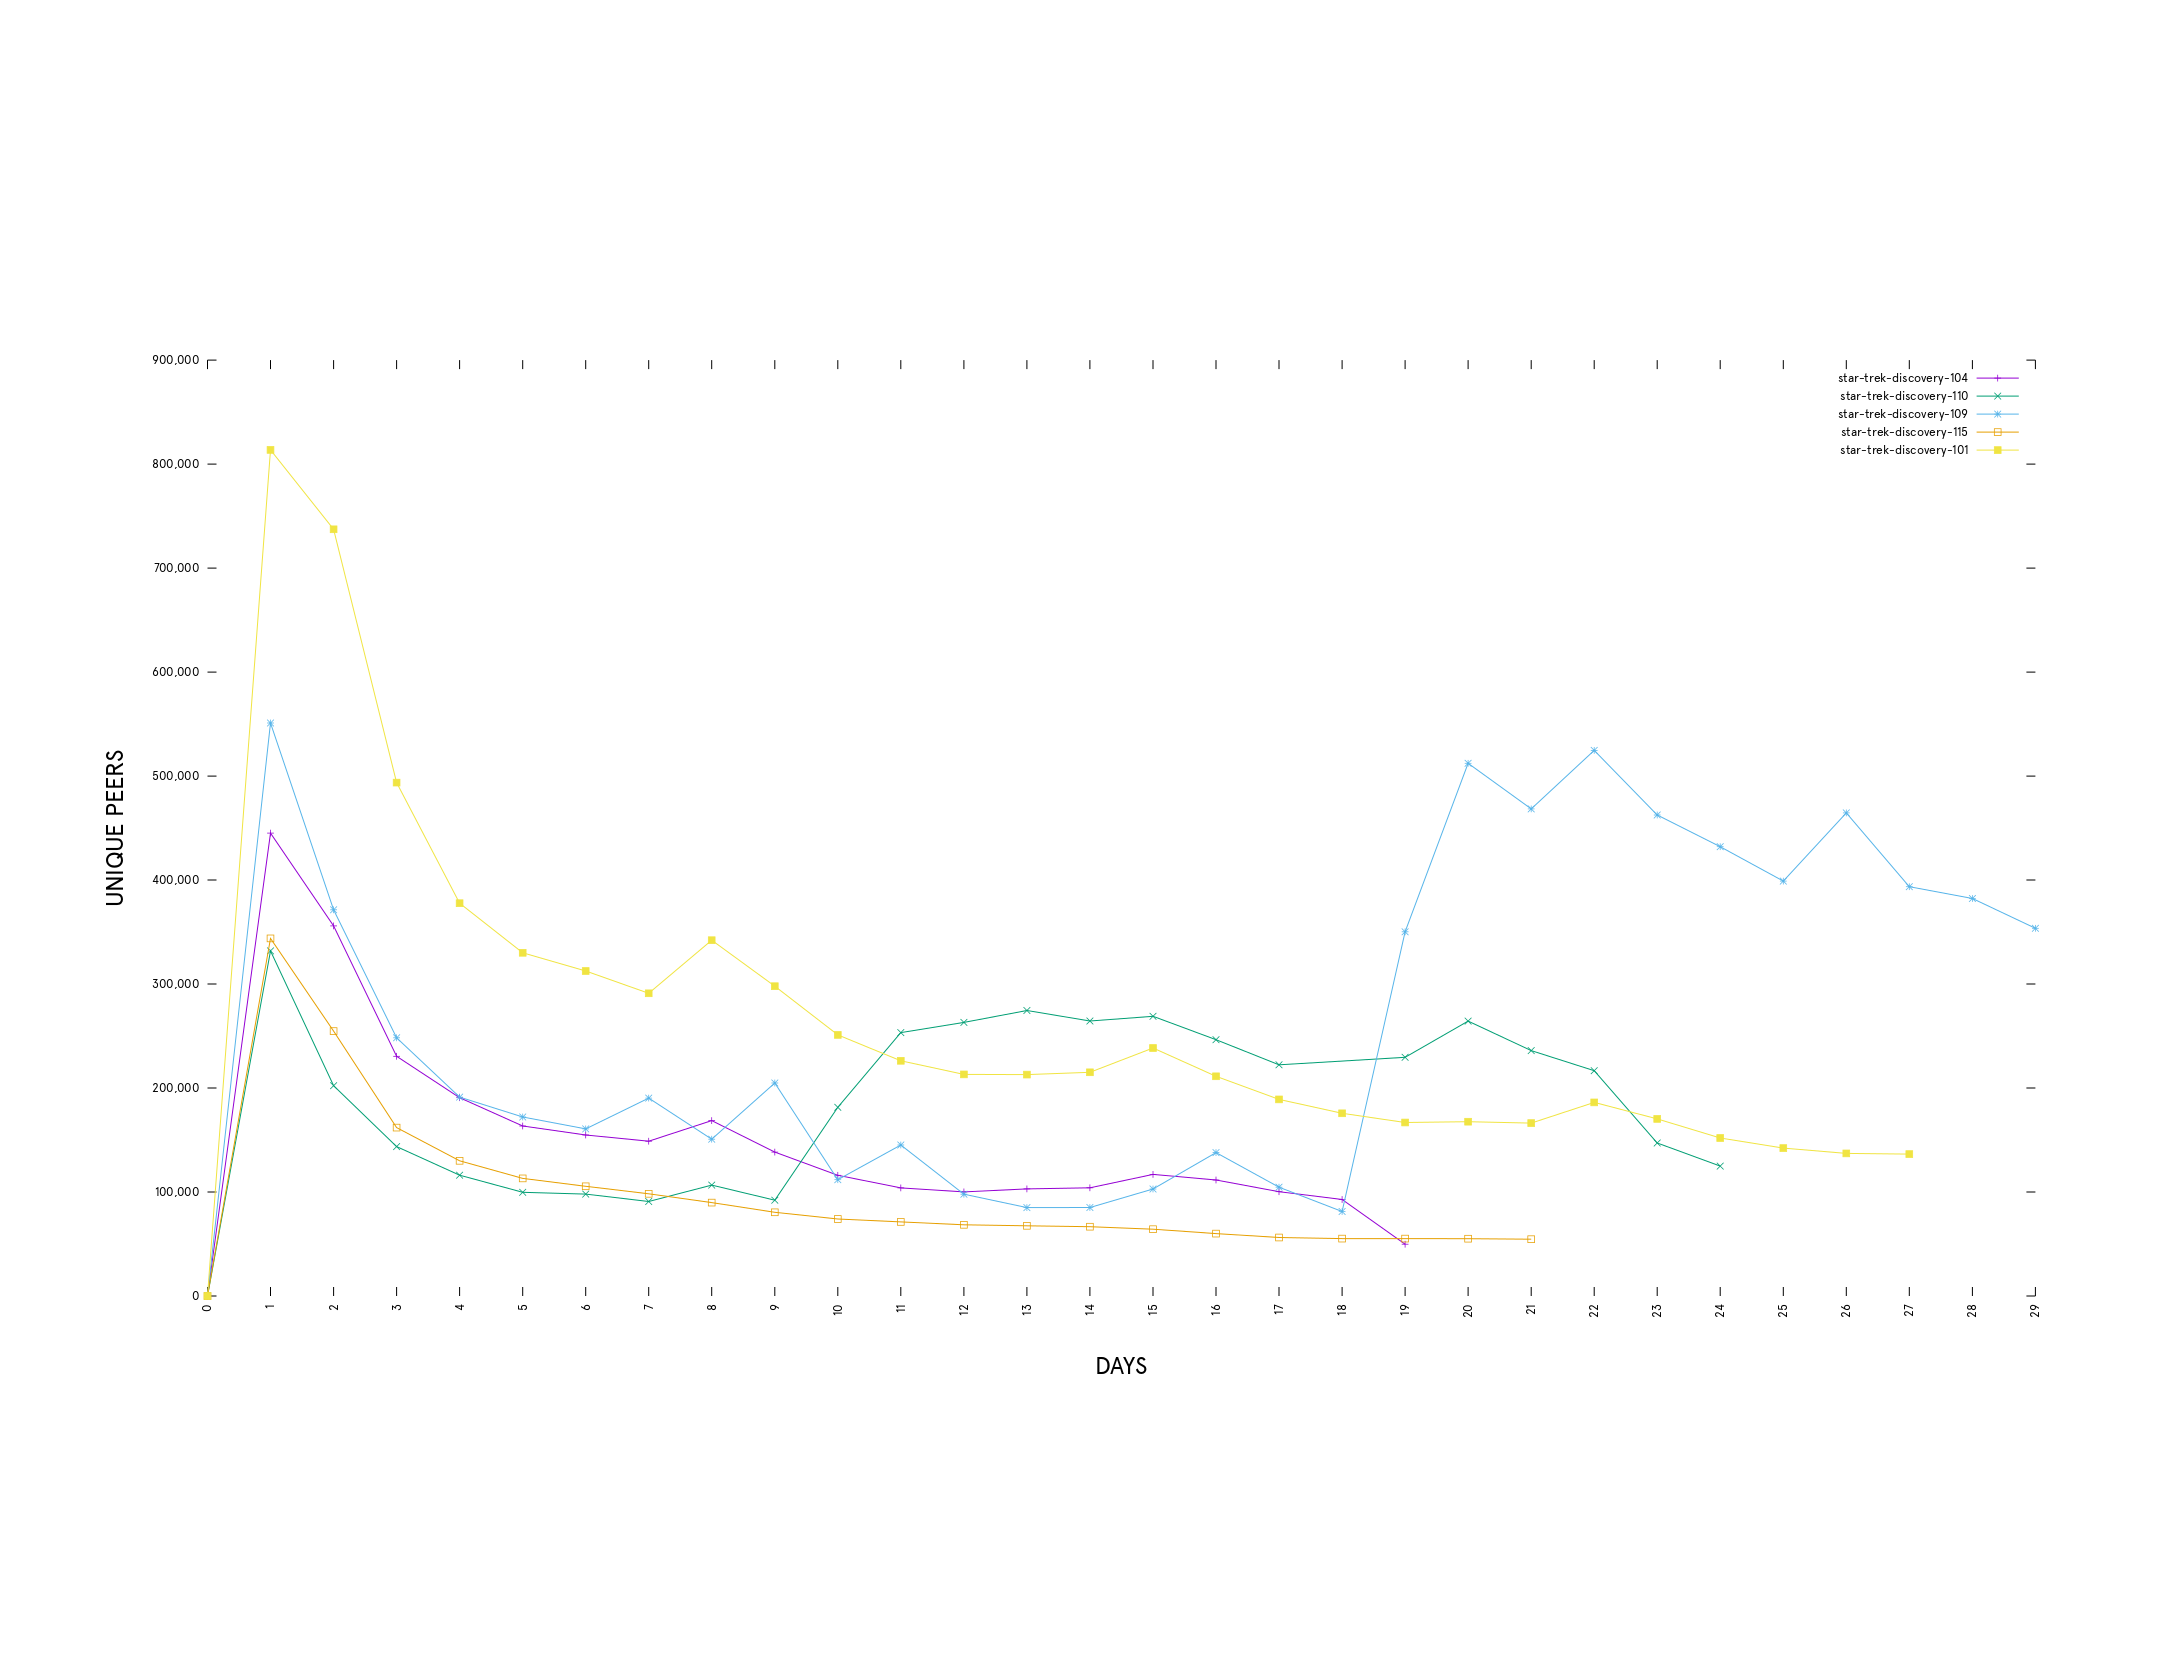 900,000
800,000
700,000
600,000
500,000
400,000
300,000
200,000
100,000
0
UNIQUE PEERS
star-trek-discovery-104
star-trek-discovery-110
star-trek-discovery-109
star-trek-discovery-115
star-trek-discovery-101
0 1 2 3 4 5 6 7 8 9 10 11 12 13 14 15 16 17 18 19 20 21 22 23 24 25 26 27 28 29
DAYS